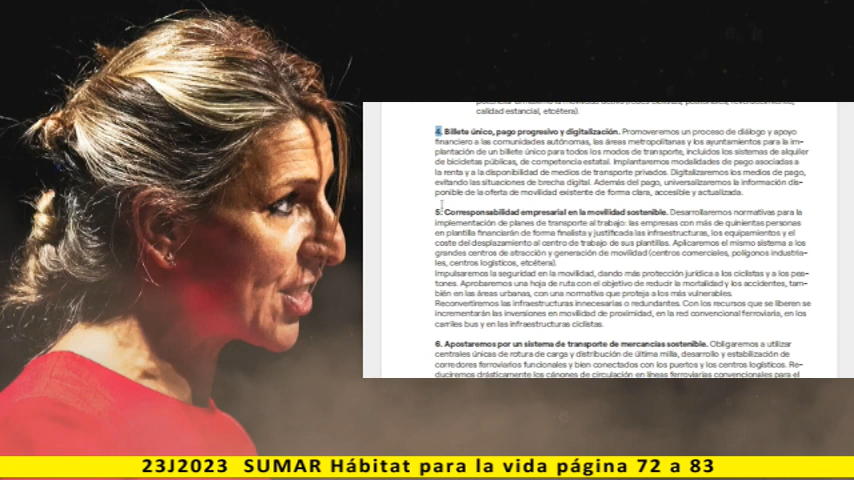 calidad estancial, etcétera).
4. Billete único, pago progresivo y digitalización. Promoveremos un proceso de diálogo y apoyo
financiero a las comunidades autónomas, las áreas metropolitanas y los ayuntamientos para la im-
plantación de un billete único para todos los modos de transporte, incluidos los sistemas de alquiler
de bicicletas públicas, de competencia estatal. Implantaremos modalidades de pago asociadas a
la renta y a la disponibilidad de medios de transporte privados. Digitalizaremos los medios de pago,
evitando las situaciones de brecha digital. Además del pago, universalizaremos la información dis-
ponible de la oferta de movilidad existente de forma clara, accesible y actualizada.
5. Corresponsabilidad empresarial en la movilidad sostenible. Desarrollaremos normativas para la
implementación de planes de transporte al trabajo: las empresas con más de quinientas personas
en plantilla financiarán de forma finalista y justificada las infraestructuras, los equipamientos y el
coste del desplazamiento al centro de trabajo de sus plantillas. Aplicaremos el mismo sistema a los
grandes centros de atracción y generación de movilidad (centros comerciales, polígonos industria-
les, centros logísticos, etcétera).
Impulsaremos la seguridad en la movilidad, dando más protección jurídica a los ciclistas y a los pea-
tones. Aprobaremos una hoja de ruta con el objetivo de reducir la mortalidad y los accidentes, tam-
bién en las áreas urbanas, con una normativa que proteja a los más vulnerables.
Reconvertiremos las infraestructuras innecesarias o redundantes. Con los recursos que se liberen se
incrementarán las inversiones en movilidad de proximidad, en la red convencional ferroviaria, en los
carriles bus y en las infraestructuras ciclistas.
6. Apostaremos por un sistema de transporte de mercancías sostenible. Obligaremos a utilizar
centrales únicas de rotura de carga y distribución de última milla, desarrollo y estabilización de
corredores ferroviarios funcionales y bien conectados con los puertos y los centros logísticos. Re-
duciremos drásticamente los cánones de circulación en líneas ferroviarias convencionales para el
23J2023 SUMAR Hábitat para la vida página 72 a 83